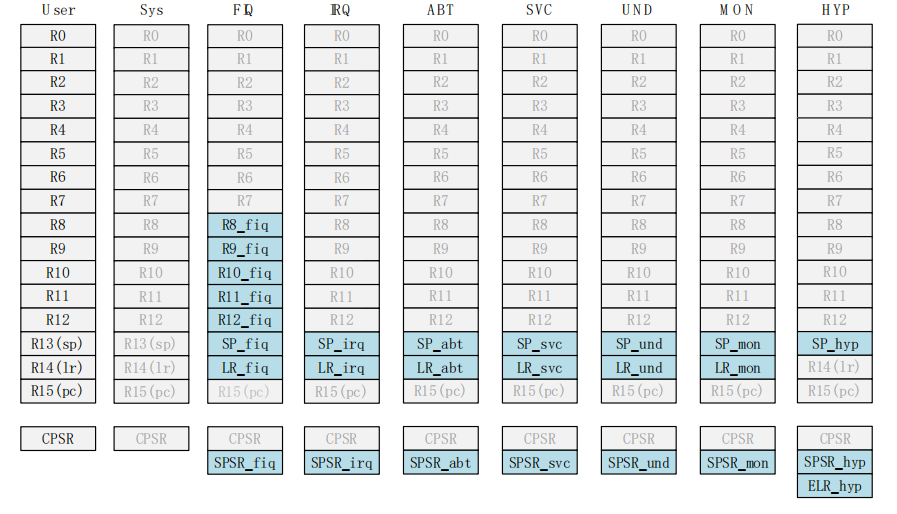 User Sys FIQ IRQ ABT SVC UND MON HYP
R0 R0 R0 R0 R0 R0 R0 R0 R0
R1 R1 R1 R1 R1 R1 R1 R1 R1
R2 R2 R2 R2 R2 R2 R2 R2 R2
R3 R3 R3 R3 R3 R3 R3 R3 R3
R4 R4 R4 R4 R4 R4 R4 R4 R4
R5 R5 R5 R5 R5 R5 R5 R5 R5
R6 R6 R6 R6 R6 R6 R6 R6 R6
R7 R7 R7 R7 R7 R7 R7 R7 R7
R8 R8 R8_fiq R8 R8 R8 R8 R8 R8
R9 R9 R9_fiq R9 R9 R9 R9 R9 R9
R10 R10 R10_fiq R10 R10 R10 R10 R10 R10
R11 R11 R11_fiq R11 R11 R11 R11 R11 R11
R12 R12 R12_fiq R12 R12 R12 R12 R12 R12
R13(sp) R13(sp) SP_fiq SP_irq SP_abt SP_svc SP_und SP_mon SP_hyp
R14(lr) R14(lr) LR_fiq LR_irq LR_abt LR_svc LR_und LR_mon R14(lr)
R15(pc) R15(pc) R15(pc) R15(pc) R15(pc) R15(pc) R15(pc) R15(pc) R15(pc)
CPSR CPSR CPSR CPSR CPSR CPSR CPSR CPSR CPSR
SPSR_fiq SPSR_irq SPSR_abt SPSR_svc SPSR_und SPSR_mon SPSR_hyp
ELR_hyp